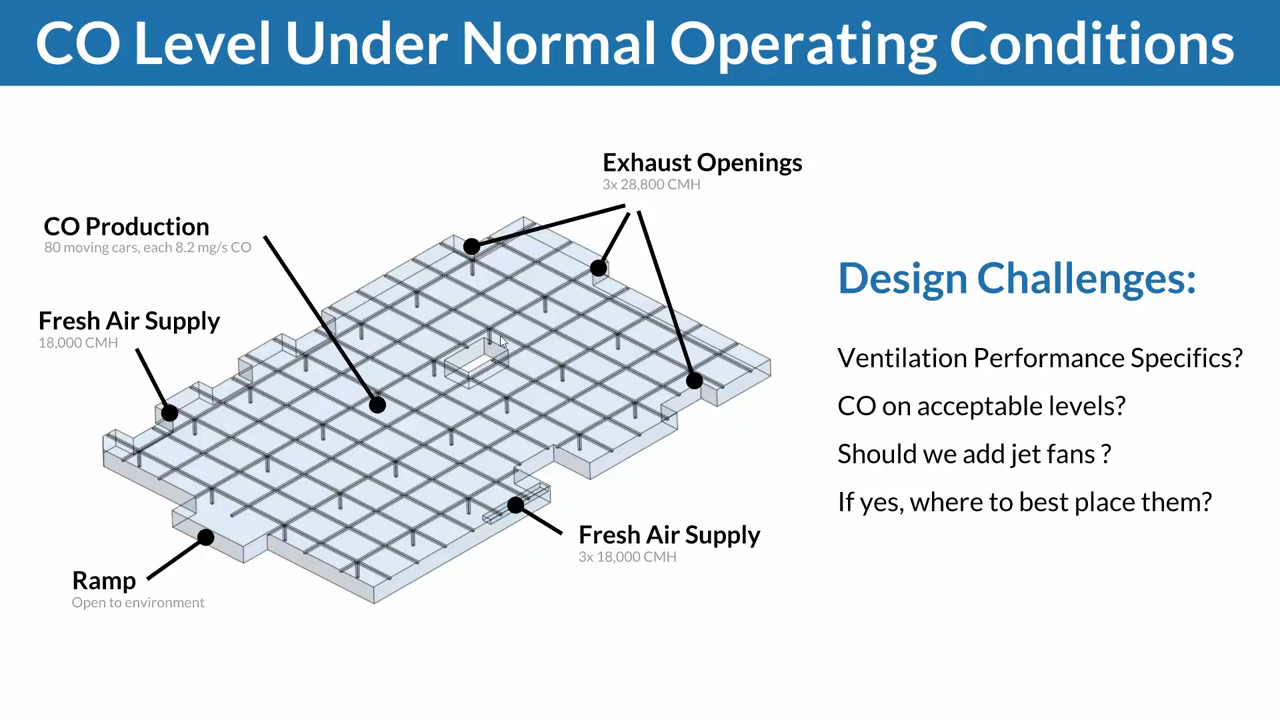 CO Level Under Normal Operating Conditions
Exhaust Openings
3x 28,800 CMH
CO Production
80 moving cars, each 8.2 mg/s CO
Fresh Air Supply
18,000 CMH
Design Challenges:
Ventilation Performance Specifics?
CO on acceptable levels?
Should we add jet fans ?
If yes, where to best place them?
Fresh Air Supply
3x 18,000 CMH
Ramp
Open to environment